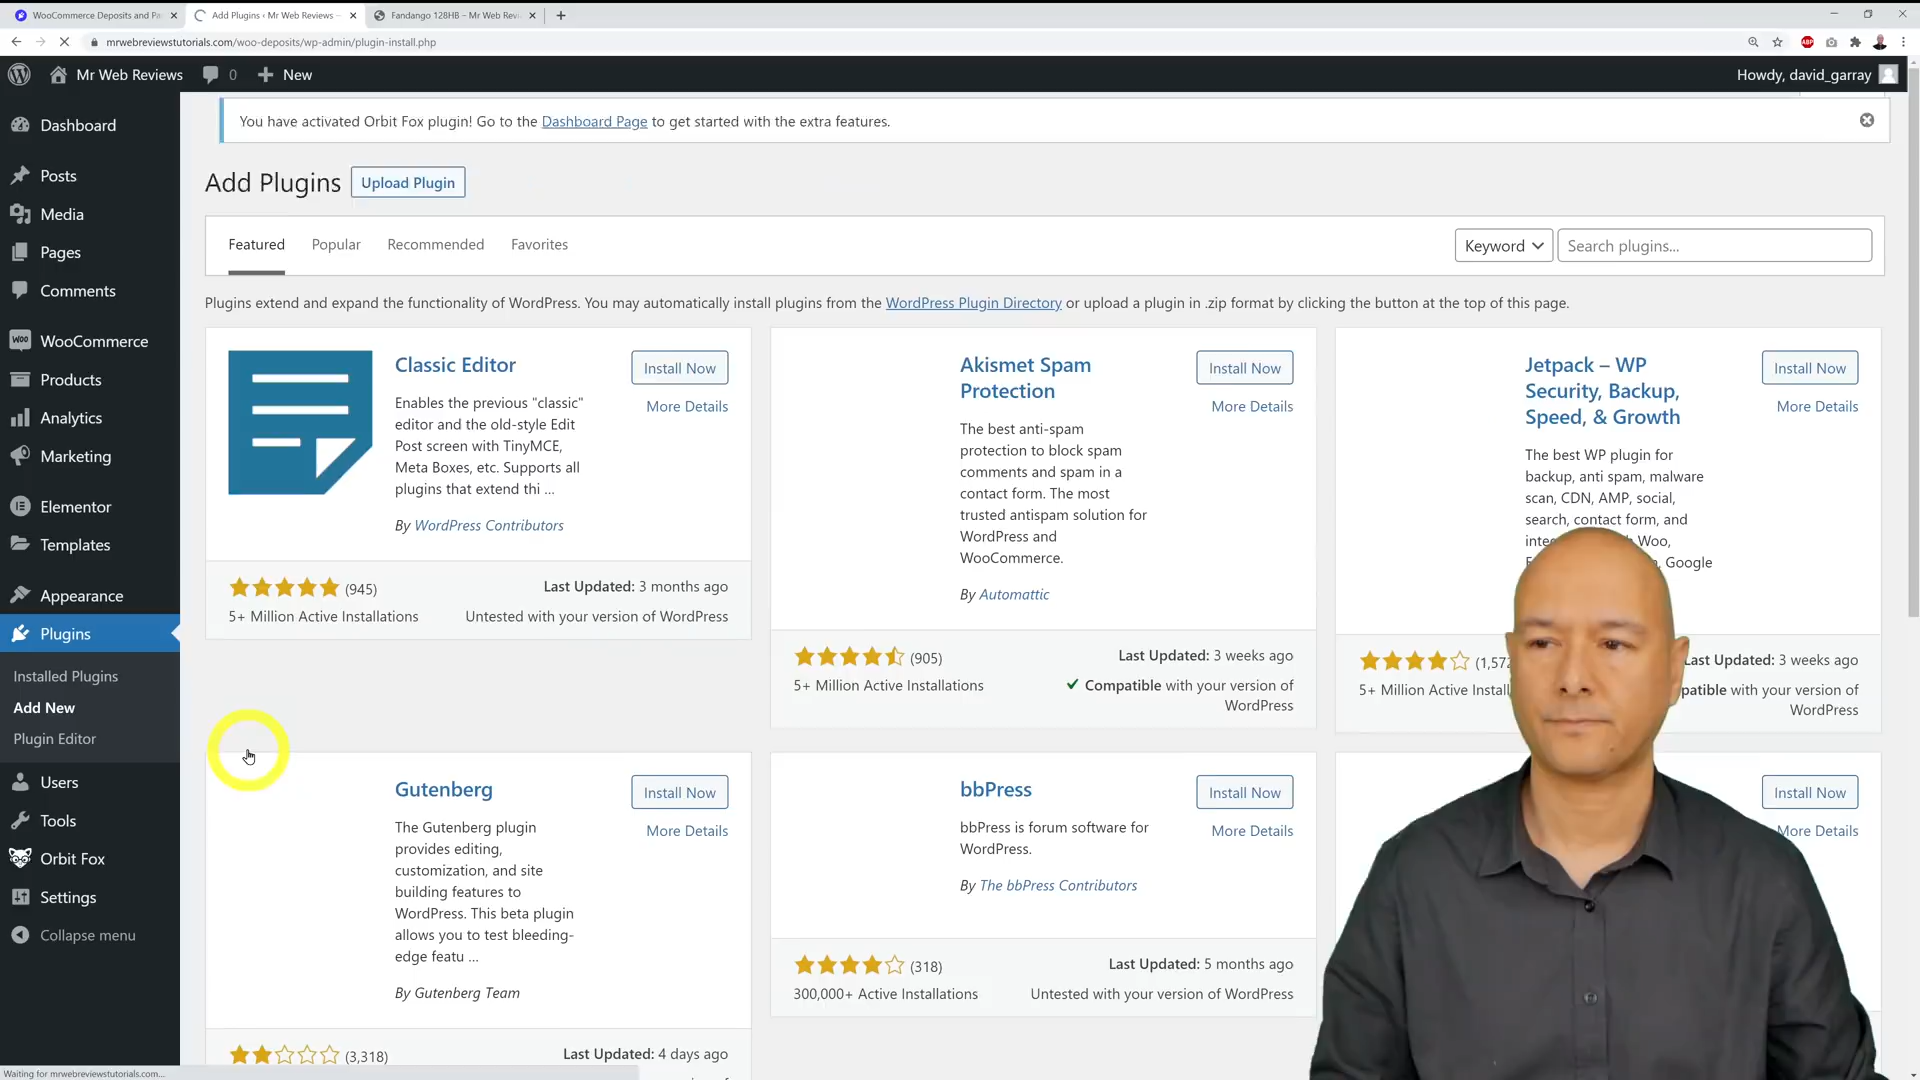 WooCommerce Deposits and Pa
Add Plugins ‹ Mr Web Reviews —
Fandango 128HB – Mr Web Revi
mrwebreviewstutorials.com/woo-deposits/wp-admin/plugin-install.php
Mr Web Reviews
0
New
Howdy, david_garray
You have activated Orbit Fox plugin! Go to the Dashboard Page to get started with the extra features.
Dashboard
Posts
Media
Pages
Comments
WooCommerce
Products
Analytics
Marketing
Elementor
Templates
Appearance
Plugins
Installed Plugins
Add New
Plugin Editor
Users
Tools
Orbit Fox
Settings
Collapse menu
Add Plugins
Upload Plugin
Featured
Popular
Recommended
Favorites
Keyword
Search plugins...
Plugins extend and expand the functionality of WordPress. You may automatically install plugins from the WordPress Plugin Directory or upload a plugin in .zip format by clicking the button at the top of this page.
Classic Editor
Install Now
More Details
Enables the previous "classic"
editor and the old-style Edit
Post screen with TinyMCE,
Meta Boxes, etc. Supports all
plugins that extend thi ...
By WordPress Contributors
(945)
Last Updated: 3 months ago
5+ Million Active Installations
Untested with your version of WordPress
Akismet Spam
Protection
Install Now
More Details
The best anti-spam
protection to block spam
comments and spam in a
contact form. The most
trusted antispam solution for
WordPress and
WooCommerce.
By Automattic
(905)
Last Updated: 3 weeks ago
5+ Million Active Installations
Compatible with your version of
WordPress
Jetpack – WP
Security, Backup,
Speed, & Growth
Install Now
More Details
The best WP plugin for
backup, anti spam, malware
scan, CDN, AMP, social,
search, contact form, and
Woo,
Google
Last Updated: 3 weeks ago
5+ Million Active
with your version of
WordPress
Gutenberg
Install Now
More Details
The Gutenberg plugin
provides editing,
customization, and site
building features to
WordPress. This beta plugin
allows you to test bleeding-
edge featu ...
By Gutenberg Team
(3,318)
Last Updated: 4 days ago
bbPress
Install Now
More Details
bbPress is forum software for
WordPress.
By The bbPress Contributors
(318)
Last Updated: 5 months ago
300,000+ Active Installations
Untested with your version of WordPress
Install Now
More Details
Waiting for mrwebreviewstutorials.com...